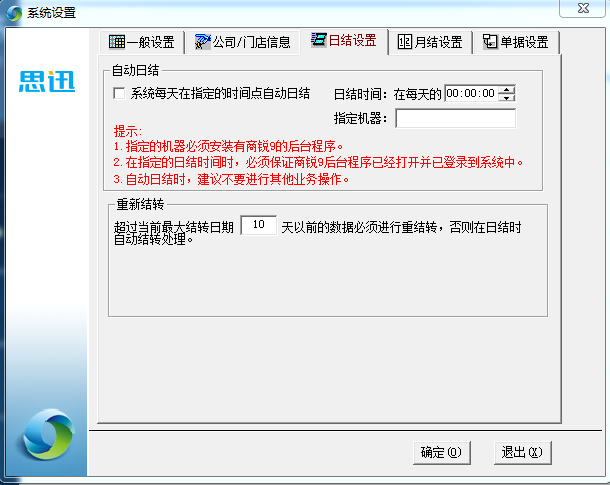 系统设置
思迅
一般设置
公司/门店信息
日结设置
月结设置
单据设置
自动日结
系统每天在指定的时间点自动日结
日结时间：在每天的 00:00:00
指定机器：
提示:
1.指定的机器必须安装有商锐9的后台程序。
2.在指定的日结时间时，必须保证商锐9后台程序已经打开并已登录到系统中。
3.自动日结时，建议不要进行其他业务操作。
重新结转
超过当前最大结转日期 10 天以前的数据必须进行重结转，否则在日结时
自动结转处理。
确定(O)
退出(X)